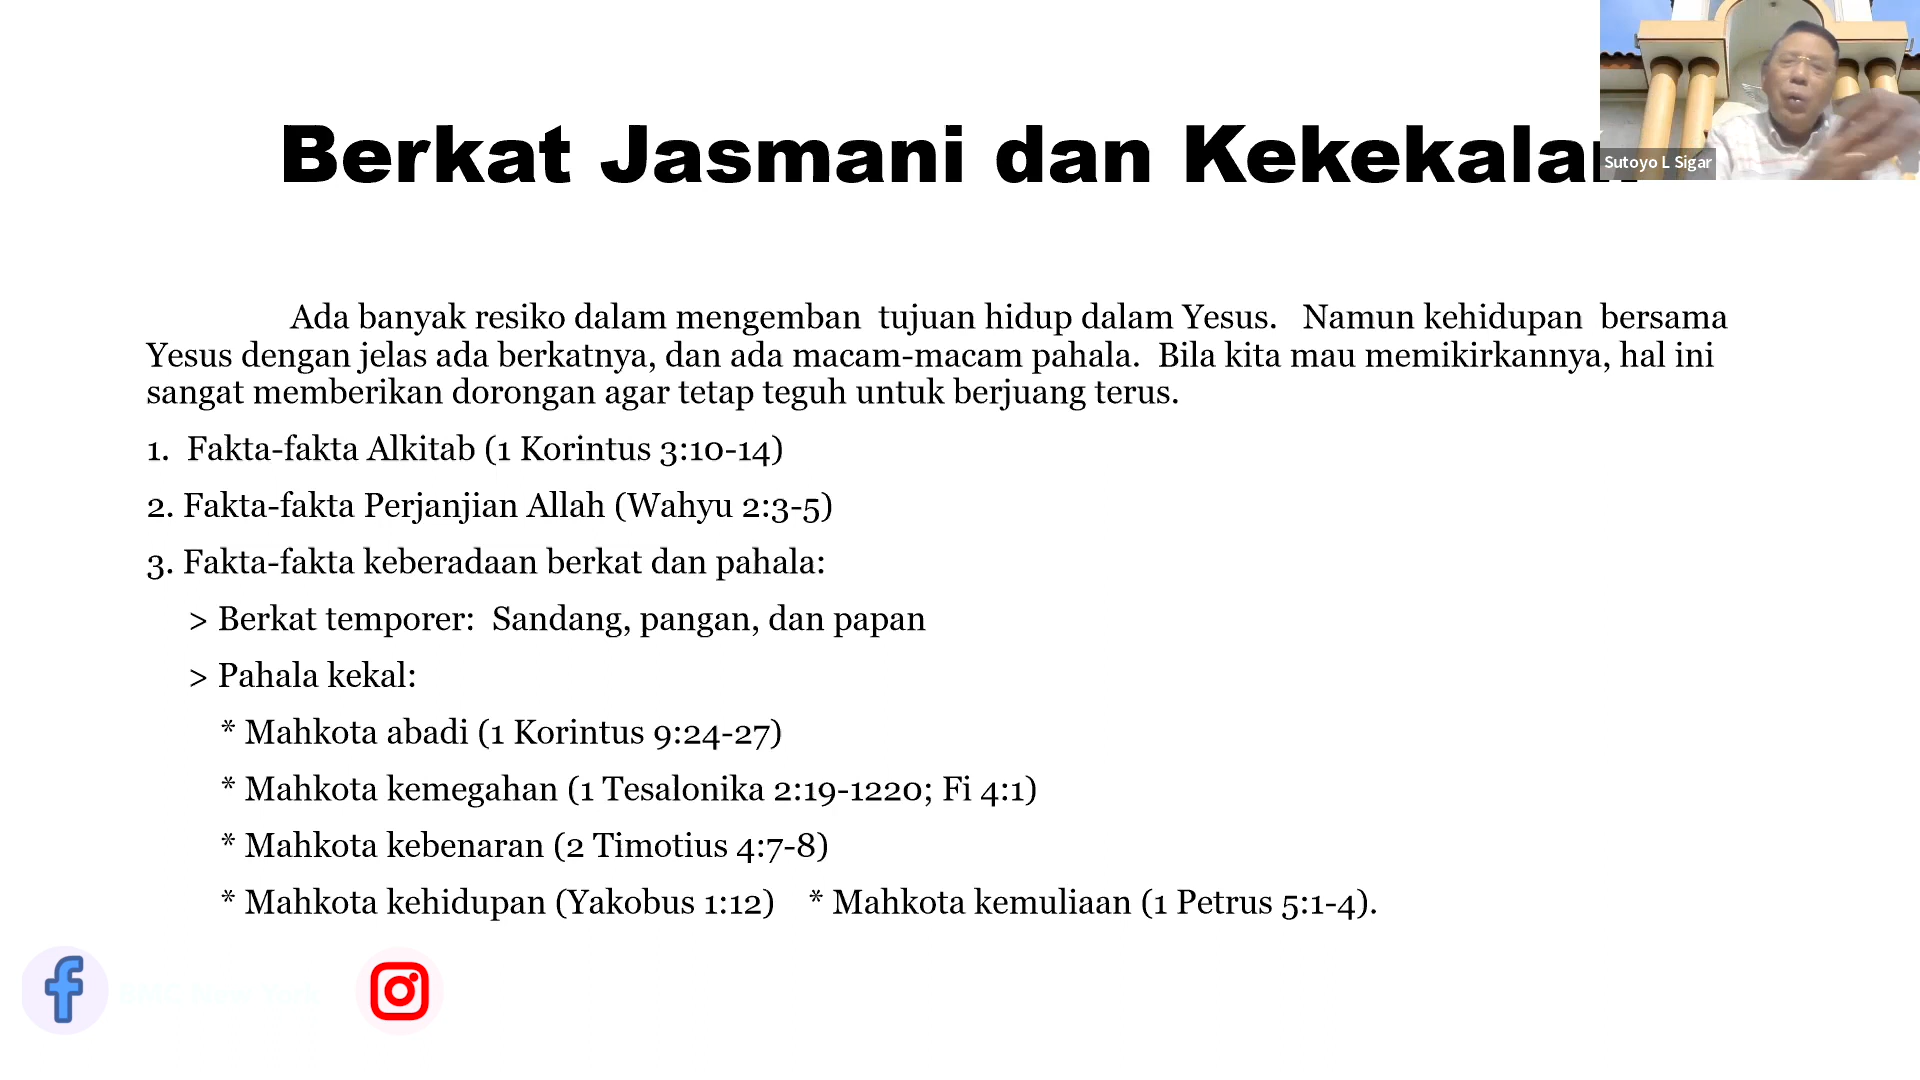 Berkat Jasmani dan Kekekalan
Sutoyo L Sigar
Ada banyak resiko dalam mengemban tujuan hidup dalam Yesus. Namun kehidupan bersama
Yesus dengan jelas ada berkatnya, dan ada macam-macam pahala. Bila kita mau memikirkannya, hal ini
sangat memberikan dorongan agar tetap teguh untuk berjuang terus.
1. Fakta-fakta Alkitab (1 Korintus 3:10-14)
2. Fakta-fakta Perjanjian Allah (Wahyu 2:3-5)
3. Fakta-fakta keberadaan berkat dan pahala:
> Berkat temporer: Sandang, pangan, dan papan
> Pahala kekal:
* Mahkota abadi (1 Korintus 9:24-27)
* Mahkota kemegahan (1 Tesalonika 2:19-1220; Fi 4:1)
* Mahkota kebenaran (2 Timotius 4:7-8)
* Mahkota kehidupan (Yakobus 1:12) * Mahkota kemuliaan (1 Petrus 5:1-4).